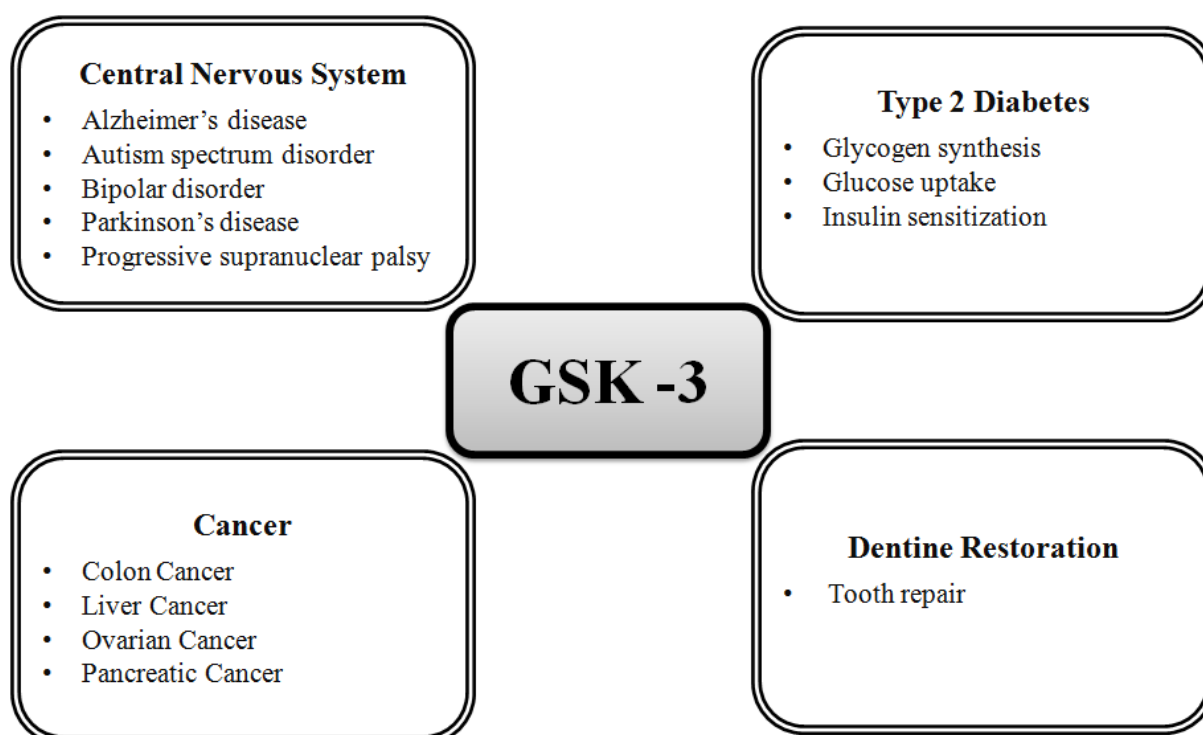 Central Nervous System
• Alzheimer’s disease
• Autism spectrum disorder
• Bipolar disorder
• Parkinson’s disease
• Progressive supranuclear palsy
Type 2 Diabetes
• Glycogen synthesis
• Glucose uptake
• Insulin sensitization
GSK -3
Cancer
• Colon Cancer
• Liver Cancer
• Ovarian Cancer
• Pancreatic Cancer
Dentine Restoration
• Tooth repair